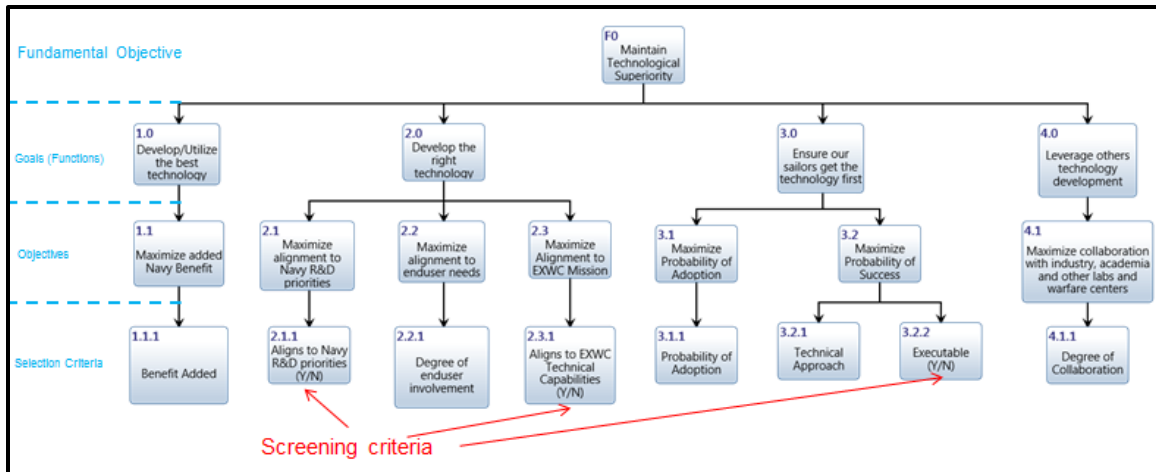 Fundamental Objective
F0
Maintain
Technological
Superiority
Goals (Functions)
1.0
Develop/Utilize
the best
technology
2.0
Develop the
right
technology
3.0
Ensure our
sailors get the
technology first
4.0
Leverage others
technology
development
Objectives
1.1
Maximize added
Navy Benefit
2.1
Maximize
alignment to
Navy R&D
priorities
2.2
Maximize
alignment to
enduser needs
2.3
Maximize
Alignment to
EXWC Mission
3.1
Maximize
Probability of
Adoption
3.2
Maximize
Probability of
Success
4.1
Maximize collaboration
with industry, academia
and other labs and
warfare centers
Selection Criteria
1.1.1
Benefit Added
2.1.1
Aligns to Navy
R&D priorities
(Y/N)
2.2.1
Degree of
enduser
involvement
2.3.1
Aligns to EXWC
Technical
Capabilities
(Y/N)
3.1.1
Probability of
Adoption
3.2.1
Technical
Approach
3.2.2
Executable
(Y/N)
4.1.1
Degree of
Collaboration
Screening criteria